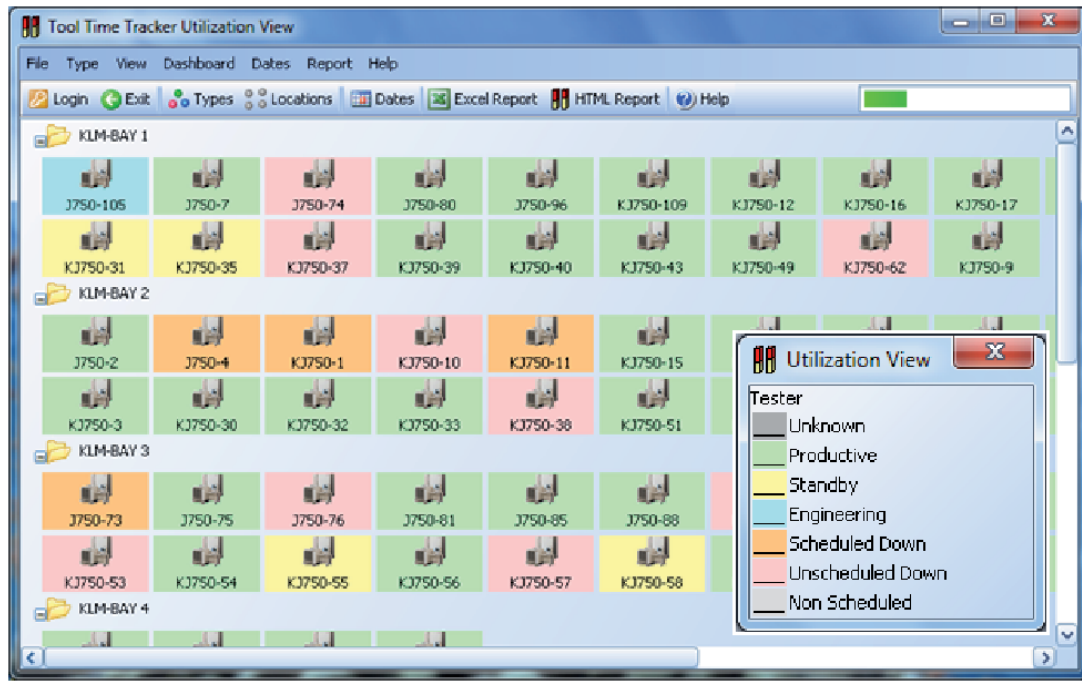 Tool Time Tracker Utilization View
File Type View Dashboard Dates Report Help
Login Exit Types Locations Dates Excel Report HTML Report Help
KLM-BAY 1
J750-105 J750-7 J750-74 J750-80 J750-96 KJ750-109 KJ750-12 KJ750-16 KJ750-17
KJ750-31 KJ750-35 KJ750-37 KJ750-39 KJ750-40 KJ750-43 KJ750-49 KJ750-62 KJ750-9
KLM-BAY 2
J750-2 J750-4 KJ750-1 KJ750-10 KJ750-11 KJ750-15
KJ750-3 KJ750-30 KJ750-32 KJ750-33 KJ750-38 KJ750-51
KLM-BAY 3
J750-73 J750-75 J750-76 J750-81 J750-85 J750-88
KJ750-53 KJ750-54 KJ750-55 KJ750-56 KJ750-57 KJ750-58
KLM-BAY 4
Utilization View
Tester
Unknown
Productive
Standby
Engineering
Scheduled Down
Unscheduled Down
Non Scheduled